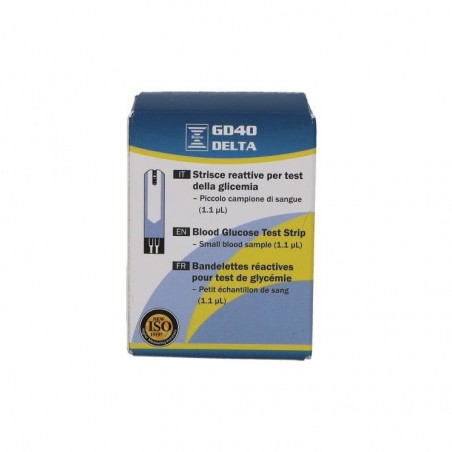 GD40
DELTA
IT Strisce reattive per test
della glicemia
– Piccolo campione di sangue
(1.1 µL)
EN Blood Glucose Test Strip
– Small blood sample (1.1 µL)
FR Bandelettes réactives
pour test de glycémie
– Petit échantillon de sang
(1.1 µL)
NEW
ISO
15197